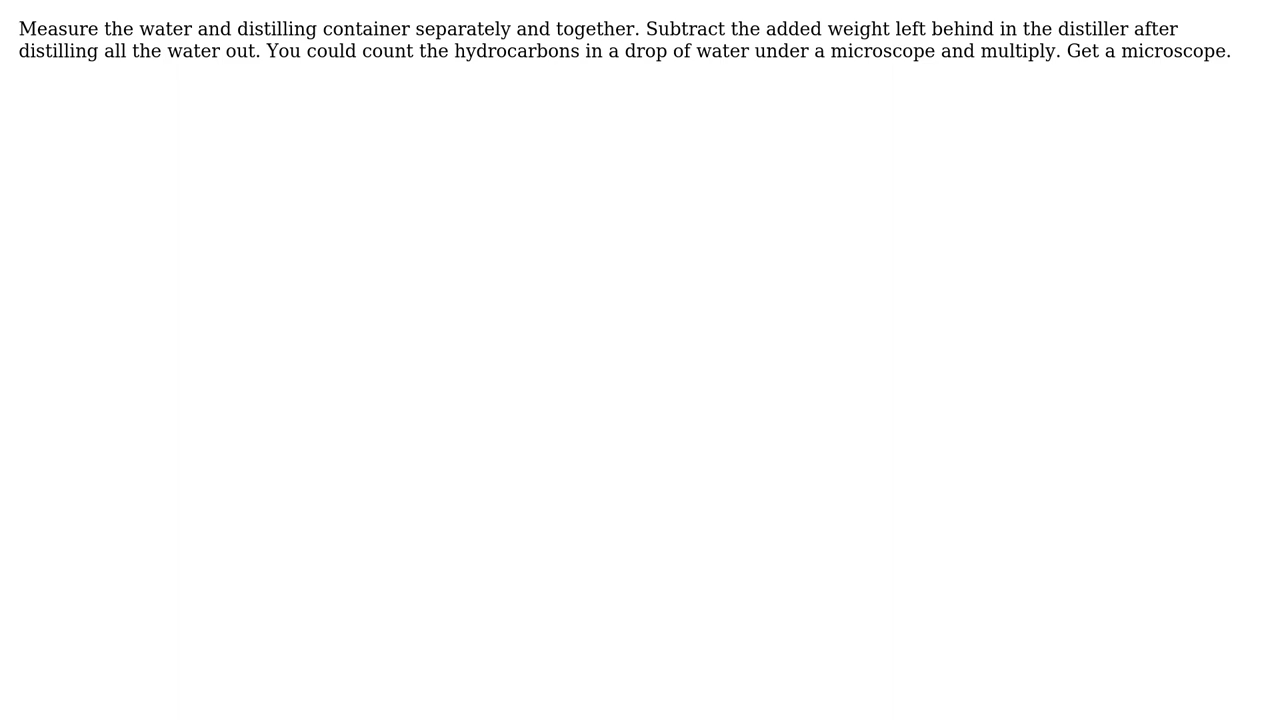 Measure the water and distilling container separately and together. Subtract the added weight left behind in the distiller after
distilling all the water out. You could count the hydrocarbons in a drop of water under a microscope and multiply. Get a microscope.